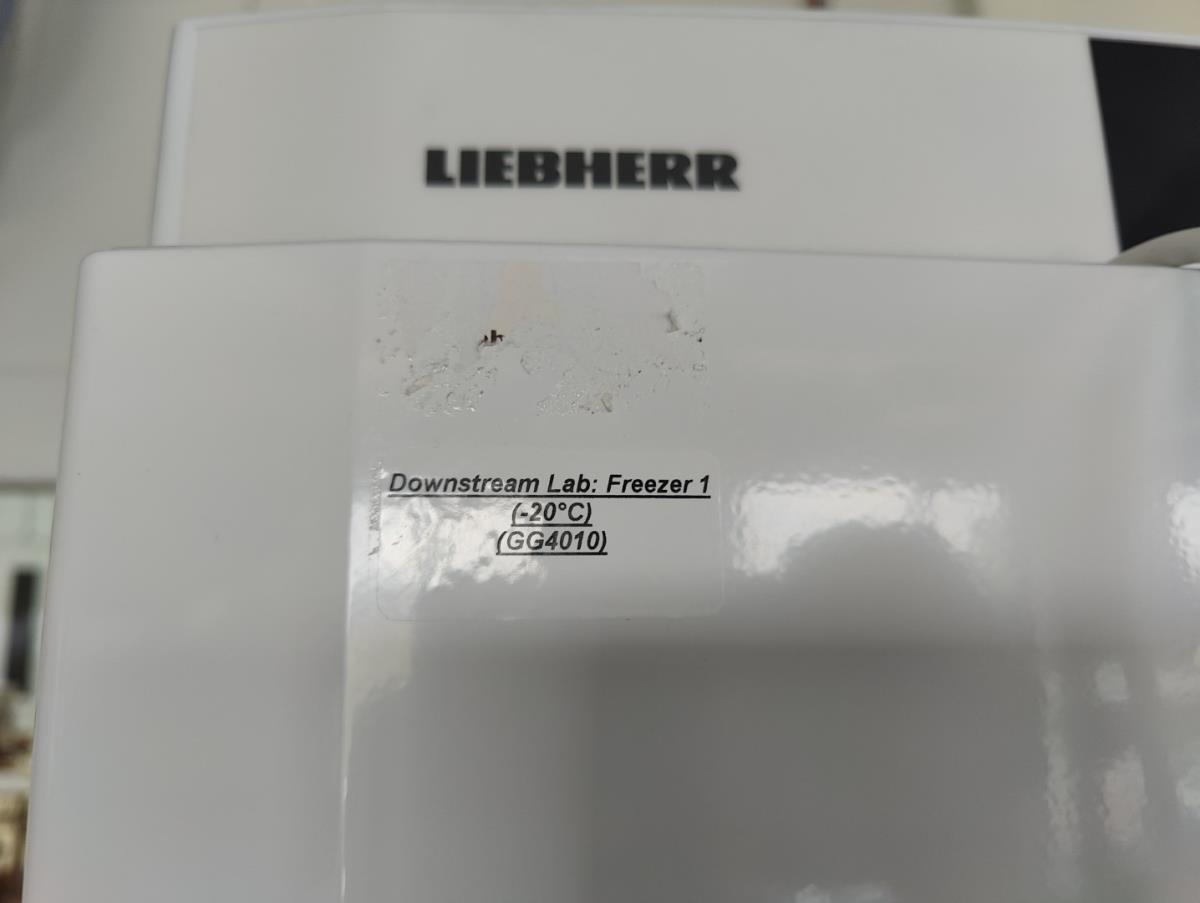 LIEBHERR
Downstream Lab: Freezer 1
(-20°C)
(GG4010)